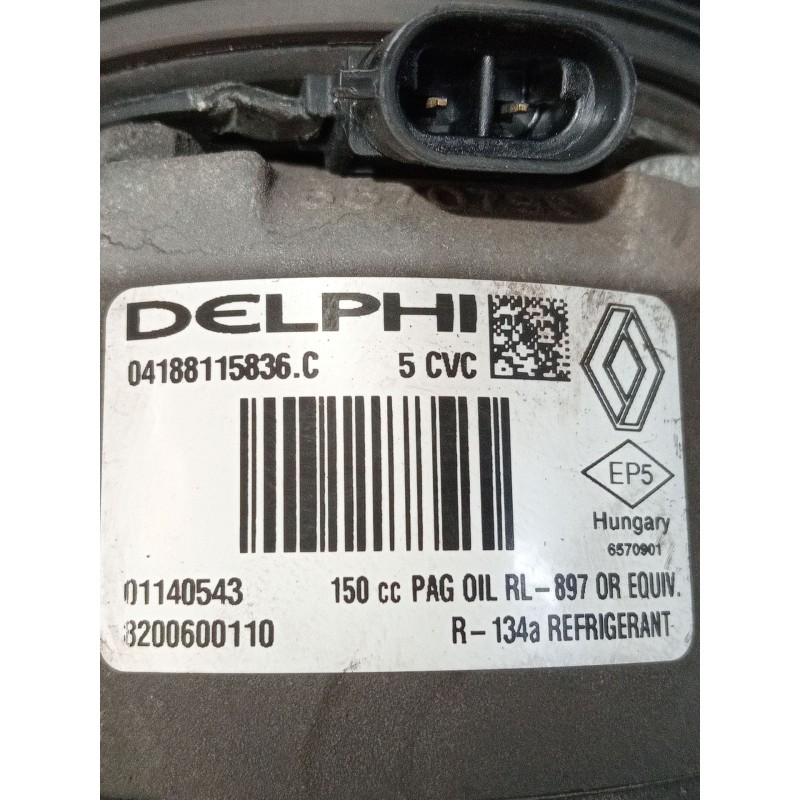 DELPHI
04188115836.C 5 CVC
EP5
Hungary
6570901
01140543 150 cc PAG OIL RL-897 OR EQUIV.
8200600110 R-134a REFRIGERANT